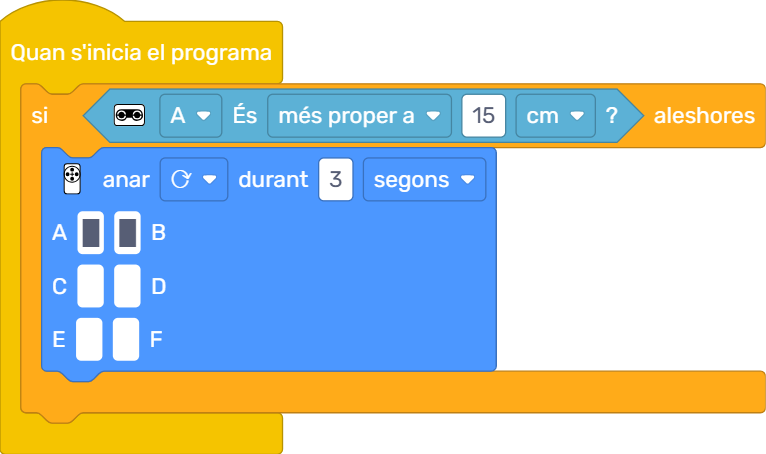 Quan s'inicia el programa
si A És més proper a 15 cm ? aleshores
anar durant 3 segons
A B
C D
E F